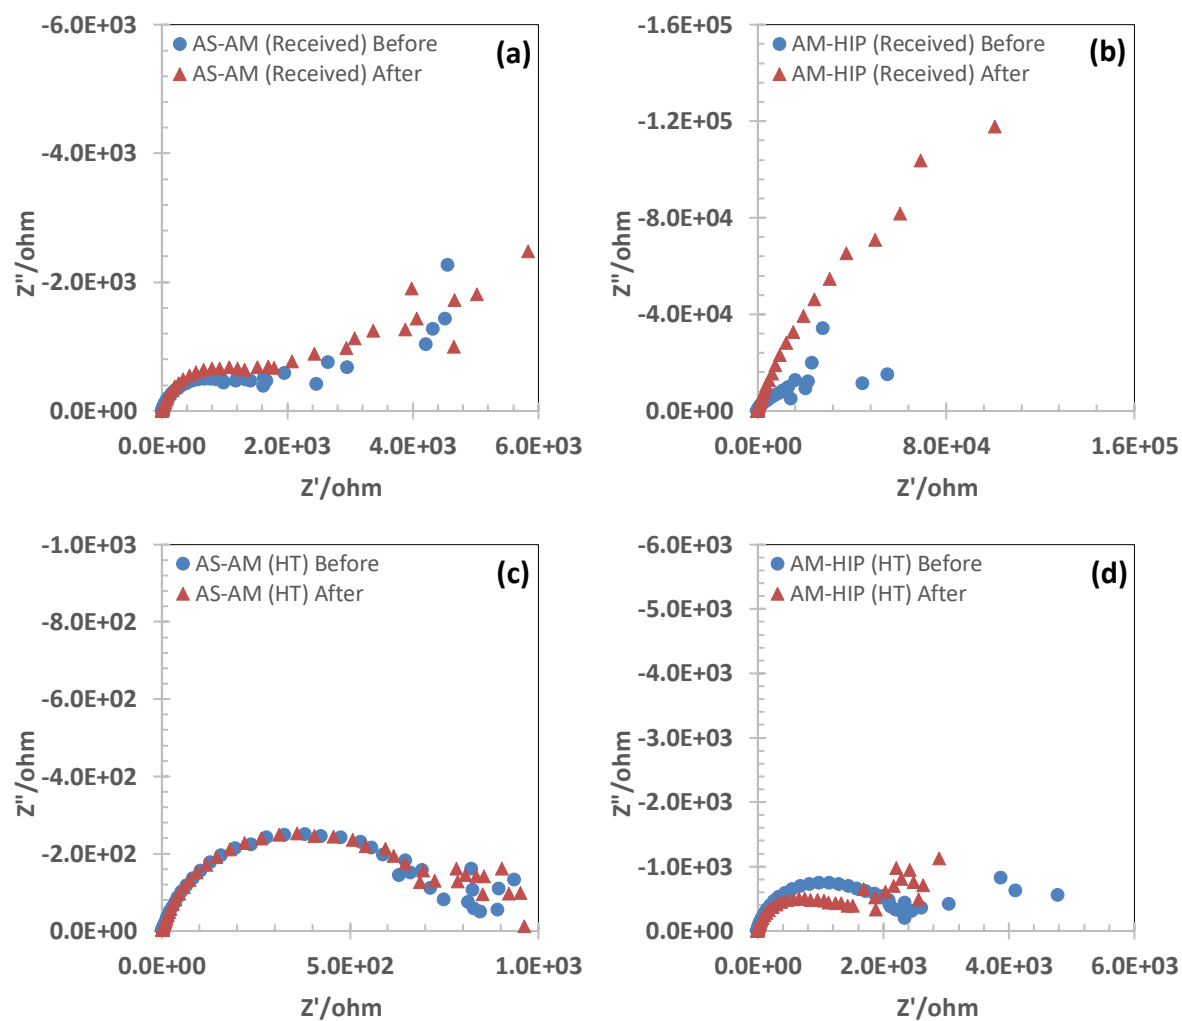 -6.0E+03
-4.0E+03
-2.0E+03
0.0E+00
Z"/ohm
AS-AM (Received) Before
AS-AM (Received) After
(a)
0.0E+00 2.0E+03 4.0E+03 6.0E+03
Z'/ohm
-1.6E+05
-1.2E+05
-8.0E+04
-4.0E+04
0.0E+00
Z"/ohm
AM-HIP (Received) Before
AM-HIP (Received) After
(b)
0.0E+00 8.0E+04 1.6E+05
Z'/ohm
-1.0E+03
-8.0E+02
-6.0E+02
-4.0E+02
-2.0E+02
0.0E+00
Z"/ohm
AS-AM (HT) Before
AS-AM (HT) After
(c)
0.0E+00 5.0E+02 1.0E+03
Z'/ohm
-6.0E+03
-5.0E+03
-4.0E+03
-3.0E+03
-2.0E+03
-1.0E+03
0.0E+00
Z"/ohm
AM-HIP (HT) Before
AM-HIP (HT) After
(d)
0.0E+00 2.0E+03 4.0E+03 6.0E+03
Z'/ohm